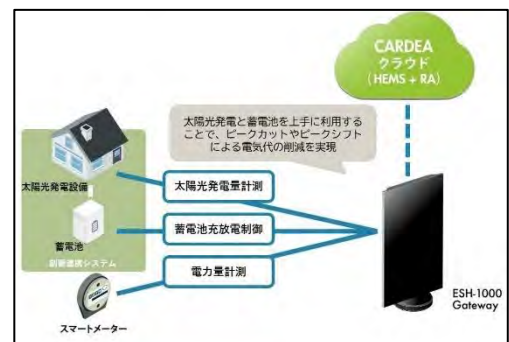 CARDEA
クラウド
(HEMS + RA)
太陽光発電と蓄電池を上手に利用する
ことで、ピークカットやピークシフト
による電気代の削減を実現
太陽光発電設備
太陽光発電量計測
蓄電池
蓄電池充放電制御
創蓄連携システム
電力量計測
スマートメーター
ESH-1000
Gateway